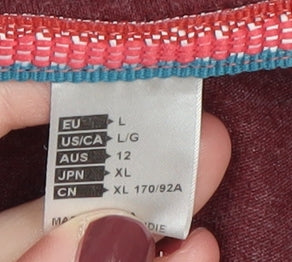 EU L
US/CA L/G
AUS 12
JPN XL
CN XL 170/92A